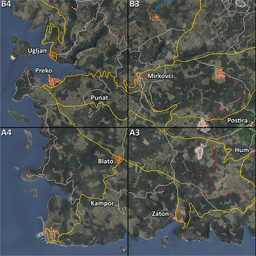 B4
B3
Ugljan
Preko
Mirkovci
Punat
Postira
A4
A3
Hum
Blato
Kampor
Zaton